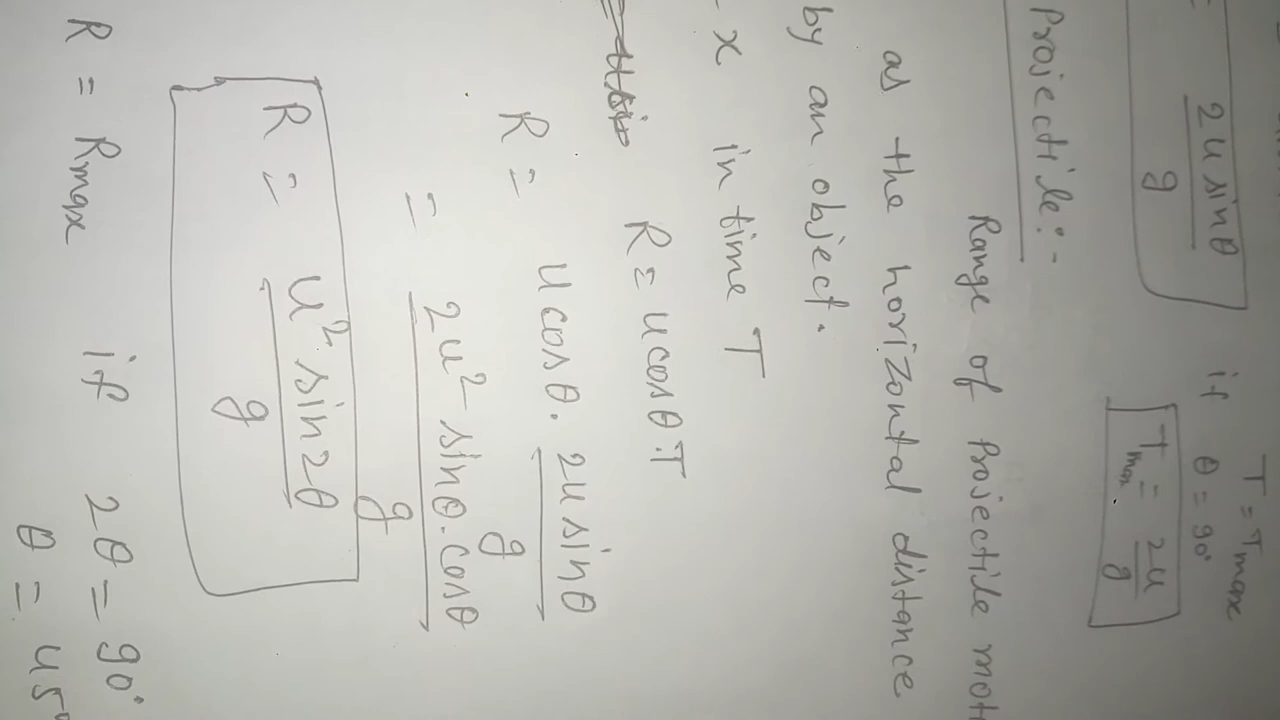 = 2u sinθ / g
T = Tmax
if θ = 90°
Tmax = 2u / g
Projectile:-
Range of Projectile
as the horizontal distance
by an object.
x in time T
R = u cosθ.T
R = u cosθ. 2u sinθ / g
= 2u² sinθ.cosθ / g
R = u² sin2θ / g
R = Rmax if 2θ = 90°
θ = 45°